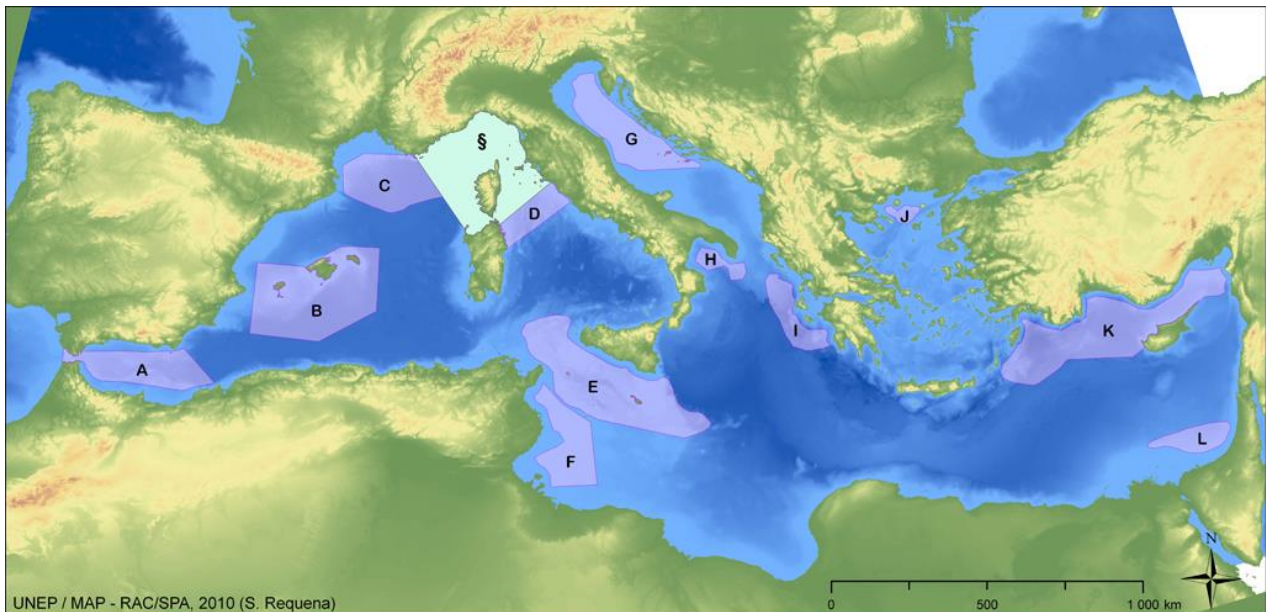 §
G
C
D
J
H
B
I
K
A
E
L
F
N
UNEP / MAP - RAC/SPA, 2010 (S. Requena)
0 500 1 000 km